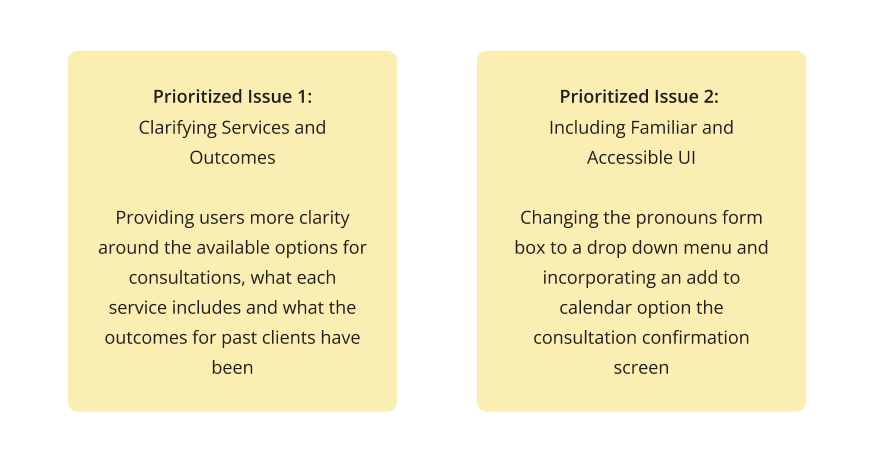 Prioritized Issue 1:
Clarifying Services and
Outcomes
Providing users more clarity
around the available options for
consultations, what each
service includes and what the
outcomes for past clients have
been
Prioritized Issue 2:
Including Familiar and
Accessible UI
Changing the pronouns form
box to a drop down menu and
incorporating an add to
calendar option the
consultation confirmation
screen